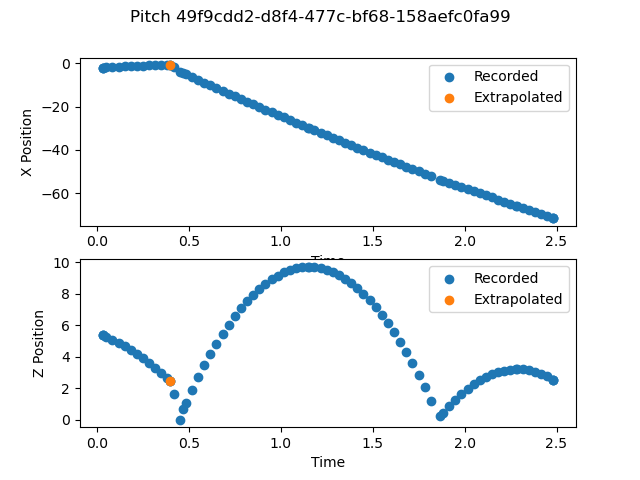 Pitch 49f9cdd2-d8f4-477c-bf68-158aefc0fa99
0
−20
−40
−60
X Position
Recorded
Extrapolated
0.0 0.5 1.0 1.5 2.0 2.5
Time
10
8
6
4
2
0
Z Position
Recorded
Extrapolated
0.0 0.5 1.0 1.5 2.0 2.5
Time